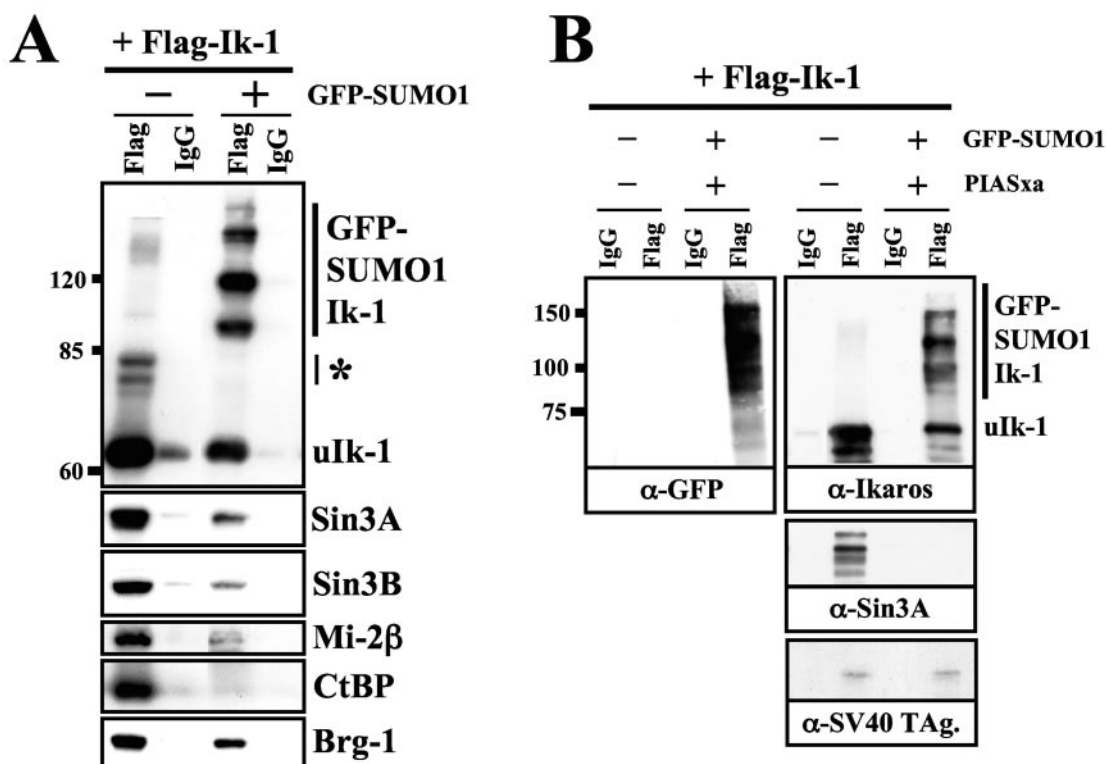 A
+ Flag-Ik-1
− + GFP-SUMO1
Flag IgG Flag IgG
GFP-
SUMO1
Ik-1
120
85
*
uIk-1
60
Sin3A
Sin3B
Mi-2β
CtBP
Brg-1
B
+ Flag-Ik-1
− + − + GFP-SUMO1
− + − + PIASxa
IgG Flag IgG Flag IgG Flag IgG Flag
150
100
75
GFP-
SUMO1
Ik-1
uIk-1
α-GFP
α-Ikaros
α-Sin3A
α-SV40 TAg.